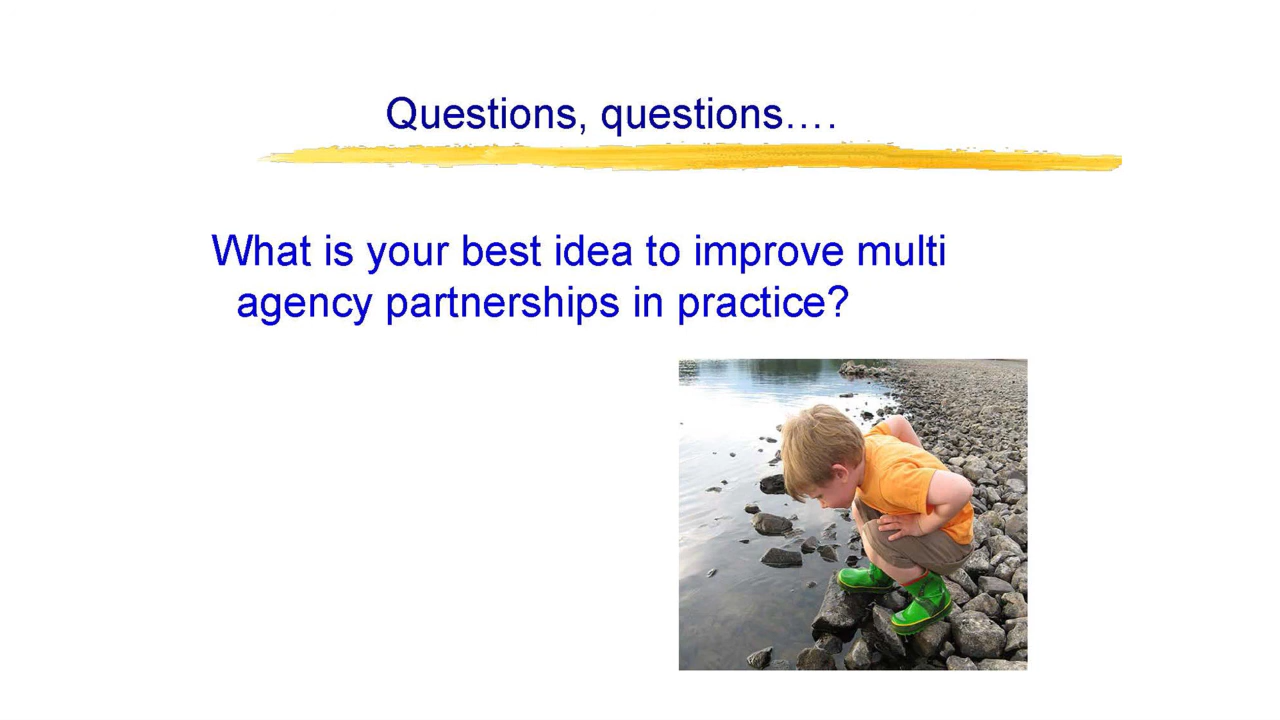 Questions, questions….
What is your best idea to improve multi
agency partnerships in practice?